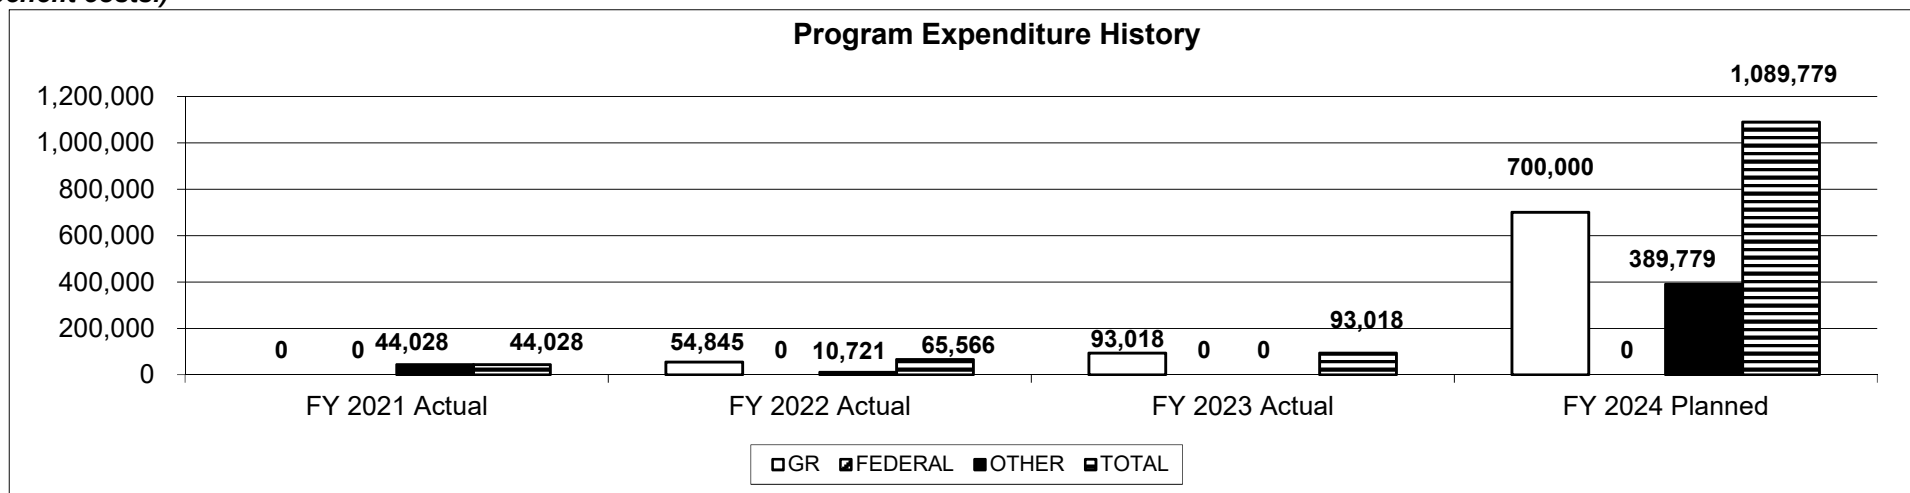 Program Expenditure History
1,089,779
1,200,000
1,000,000
800,000
700,000
600,000
400,000
389,779
200,000
0
0 0 44,028 44,028 54,845 0 10,721 65,566 93,018 0 0 93,018 0
FY 2021 Actual FY 2022 Actual FY 2023 Actual FY 2024 Planned
GR FEDERAL OTHER TOTAL